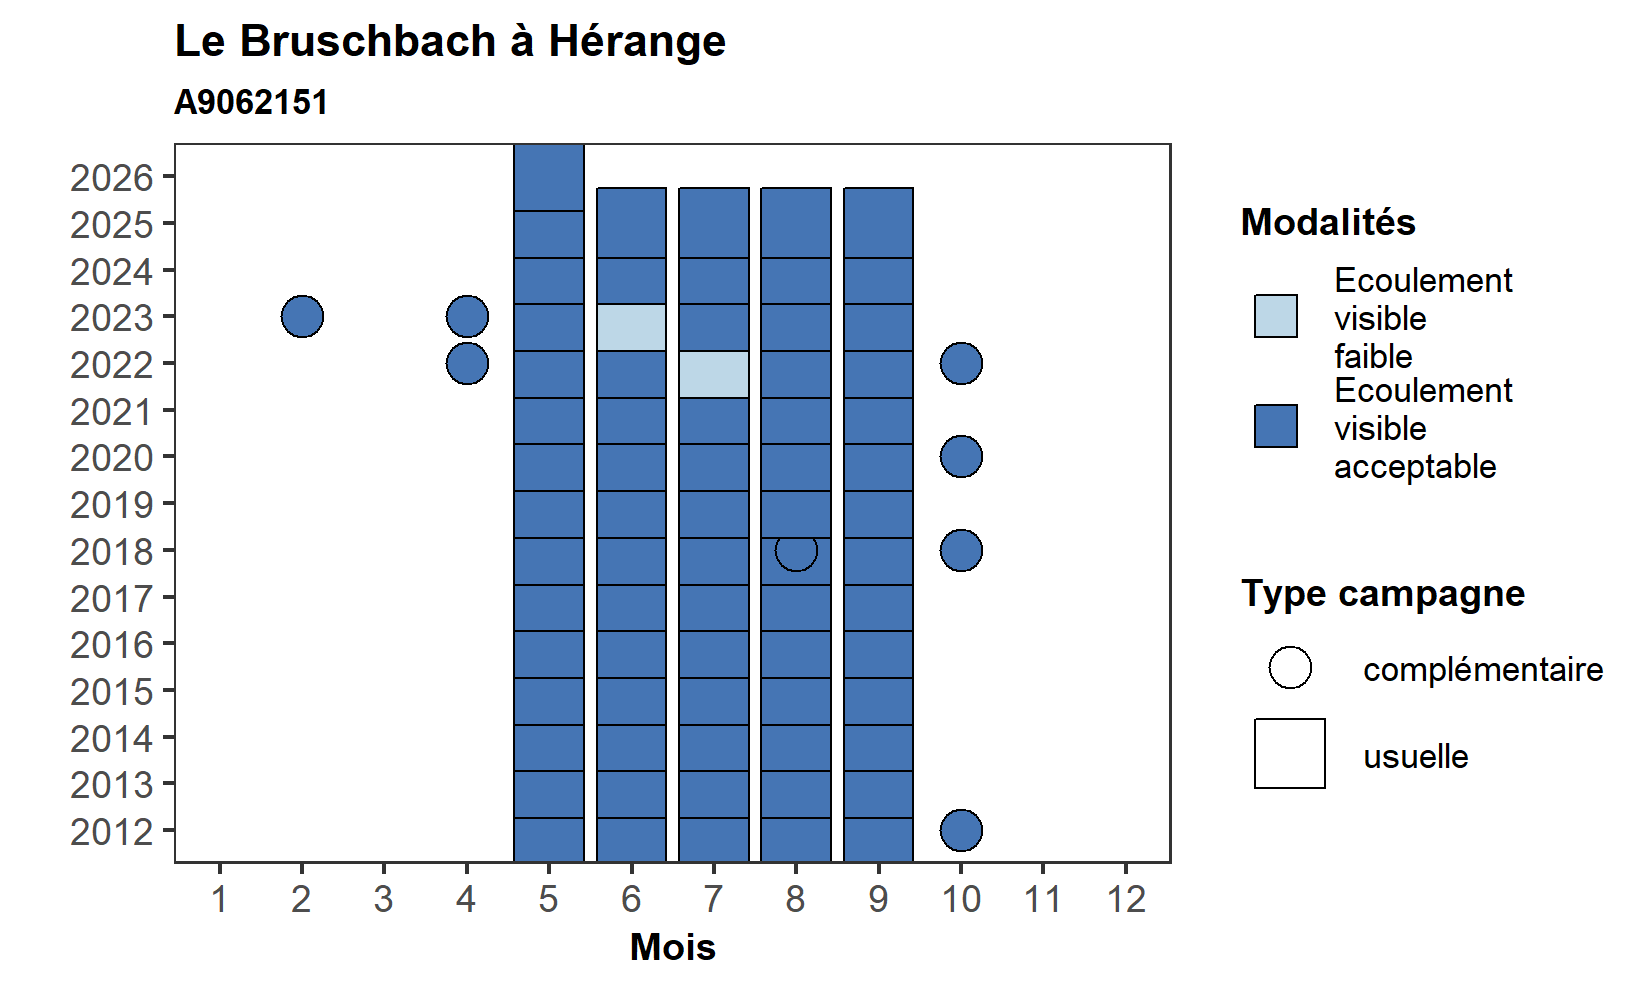 Le Bruschbach à Hérange
A9062151
2026
2025
2024
2023
2022
2021
2020
2019
2018
2017
2016
2015
2014
2013
2012
1 2 3 4 5 6 7 8 9 10 11 12
Mois
Modalités
Ecoulement
visible
faible
Ecoulement
visible
acceptable
Type campagne
complémentaire
usuelle